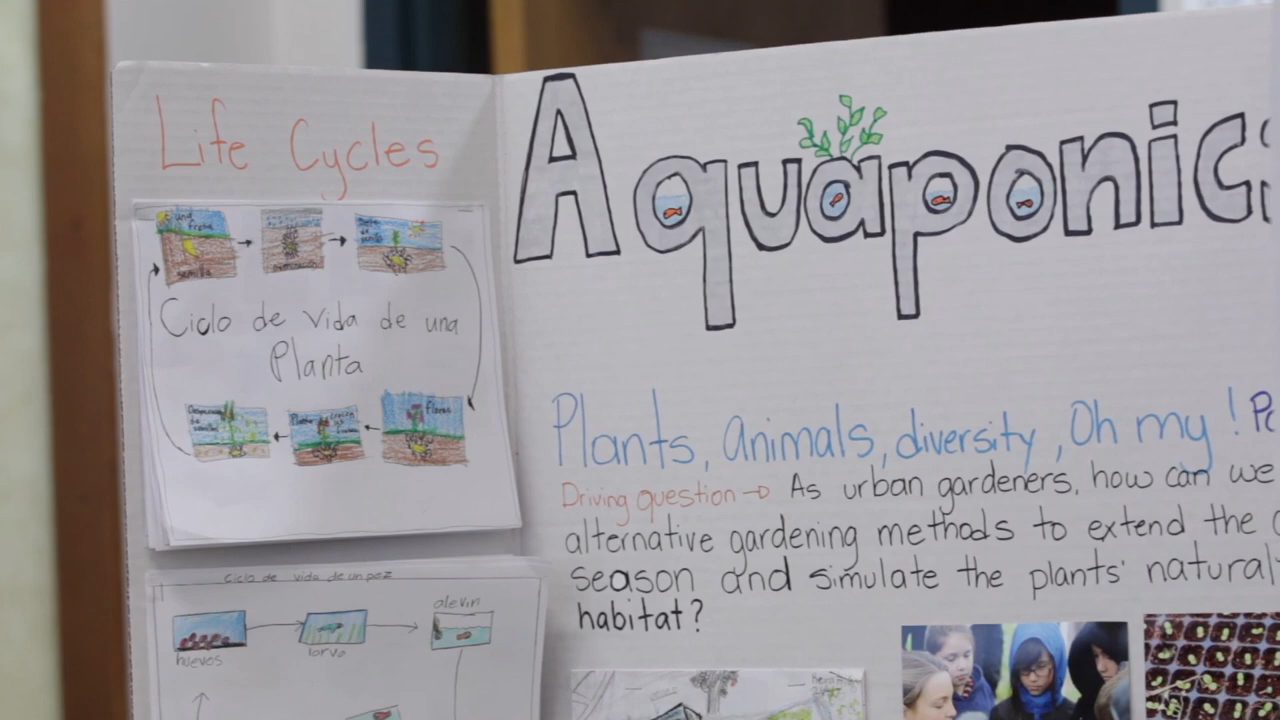 Life Cycles
Aquaponics
semilla
Ciclo de vida de una
Planta
Flores
Plants, animals, diversity, Oh my!
Driving question → As urban gardeners, how can we
alternative gardening methods to extend the
season and simulate the plants' natural
habitat?
ciclo de vida de un pez
huevos
larva
alevin